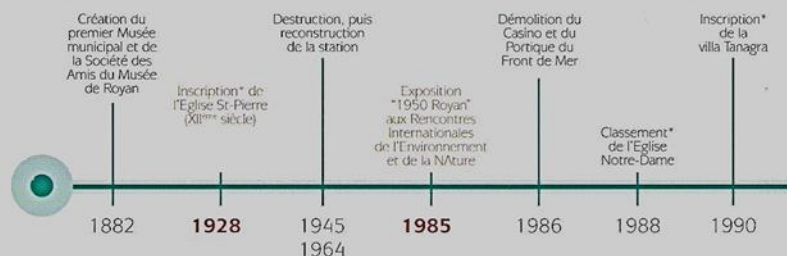 Création du
premier Musée
municipal et de
la Société des
Amis du Musée
de Royan
1882
Inscription* de
l'Eglise St-Pierre
(XIIème siècle)
1928
Destruction, puis
reconstruction
de la station
1945
1964
Exposition
"1950 Royan"
aux Rencontres
Internationales
de l'Environnement
et de la NAture
1985
Démolition du
Casino et du
Portique du
Front de Mer
1986
Classement*
de l'Eglise
Notre-Dame
1988
Inscription*
de la
villa Tanagra
1990